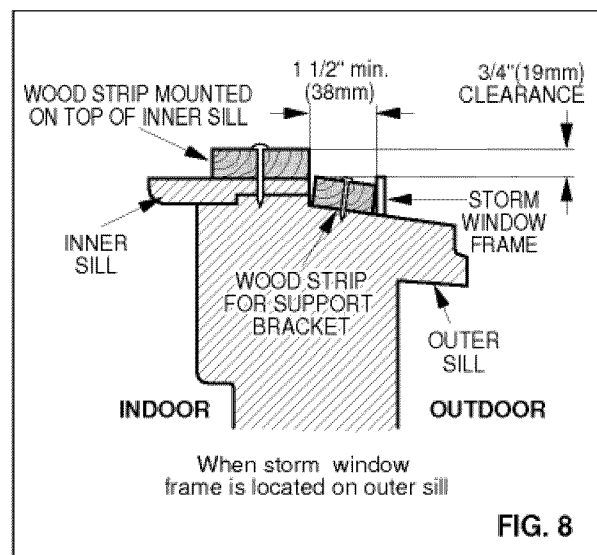 1 1/2" min.
(38mm)
3/4"(19mm)
CLEARANCE
WOOD STRIP MOUNTED
ON TOP OF INNER SILL
STORM
WINDOW
FRAME
INNER
SILL
WOOD STRIP
FOR SUPPORT
BRACKET
OUTER
SILL
INDOOR
OUTDOOR
When storm window
frame is located on outer sill
FIG. 8